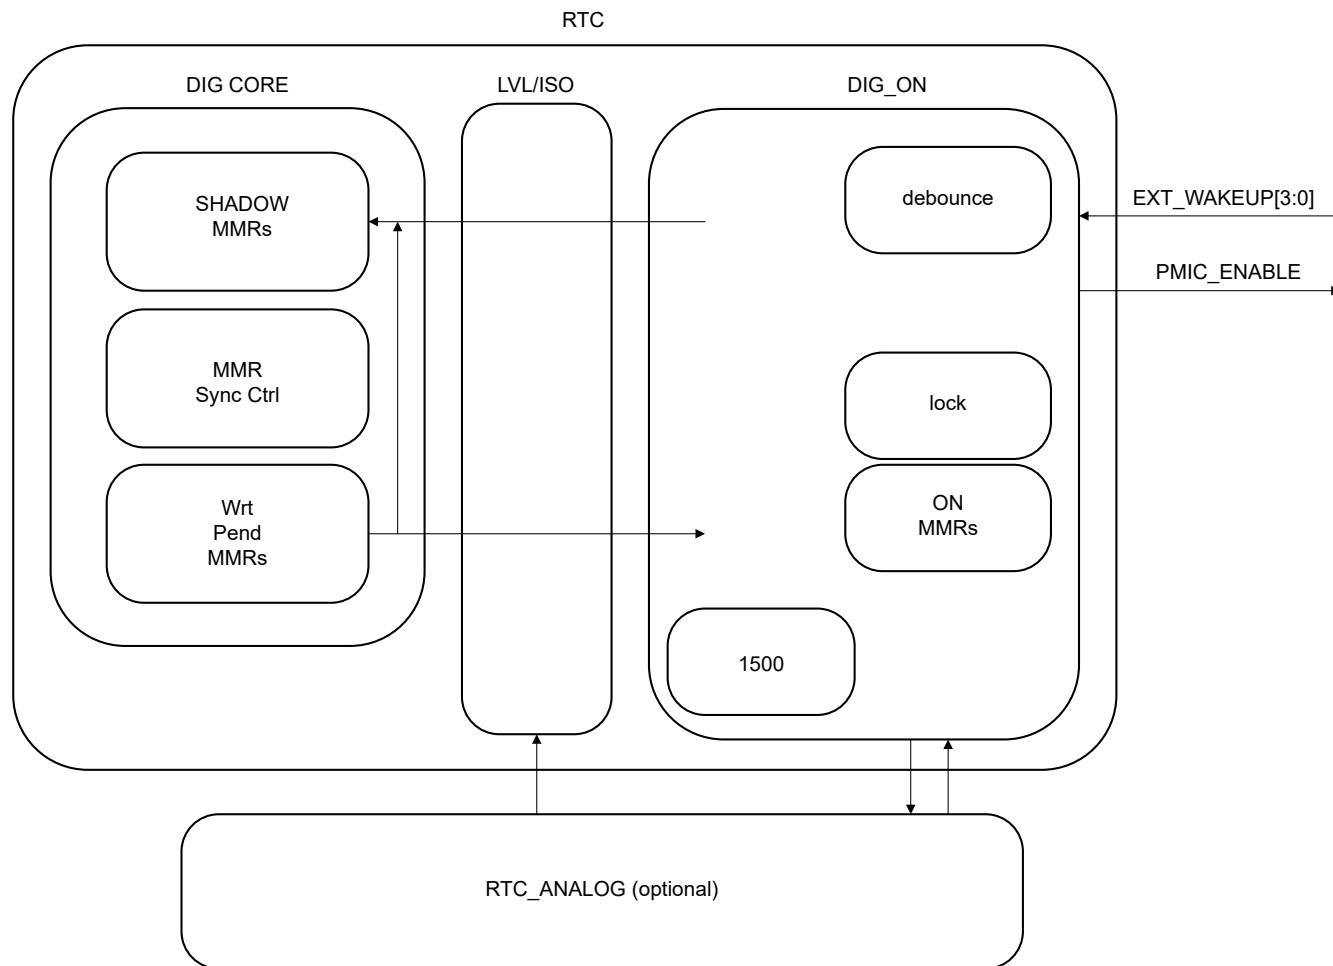 RTC
DIG CORE
LVL/ISO
DIG_ON
SHADOW
MMRs
debounce
EXT_WAKEUP[3:0]
PMIC_ENABLE
MMR
Sync Ctrl
lock
Wrt
Pend
MMRs
ON
MMRs
1500
RTC_ANALOG (optional)